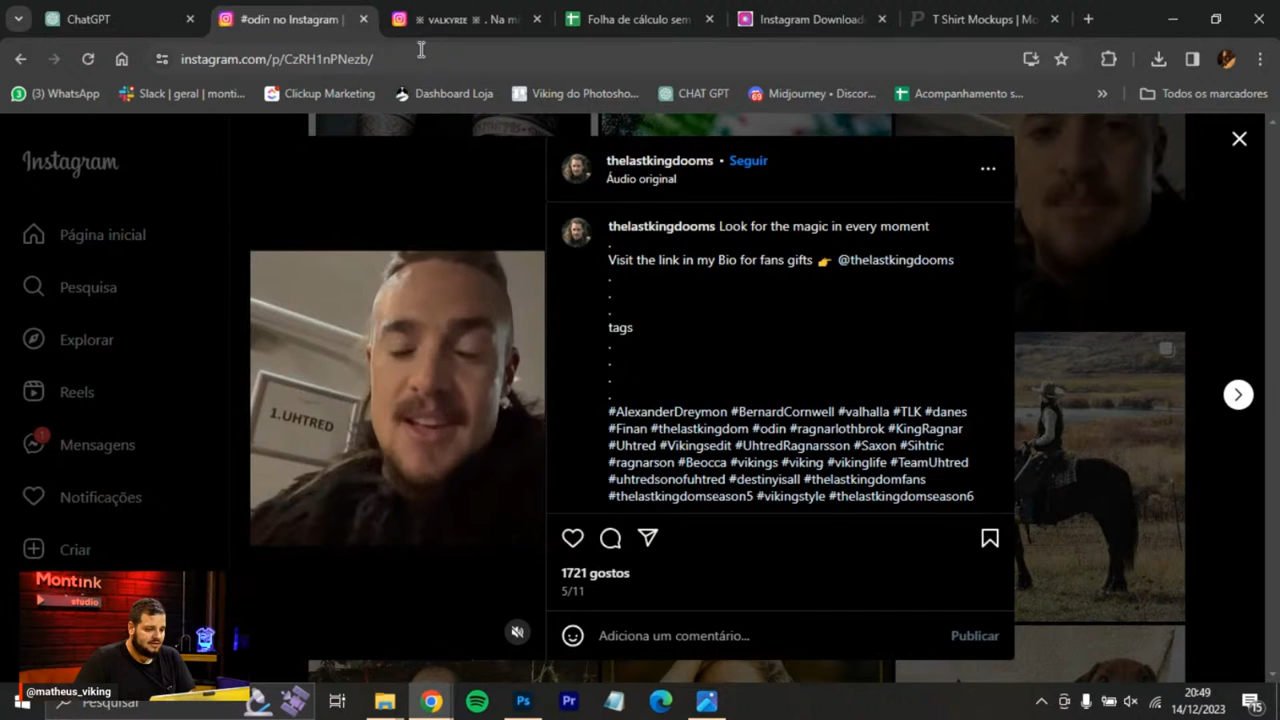 ChatGPT
#odin no Instagram |
※ VALKYRIE ※ . Na mi
Folha de cálculo sem
Instagram Download
T Shirt Mockups | Mo
instagram.com/p/CzRH1nPNezb/
(3) WhatsApp
Slack | geral | monti...
Clickup Marketing
Dashboard Loja
Viking do Photosho...
CHAT GPT
Midjourney • Discor...
Acompanhamento s...
Todos os marcadores
Instagram
Página inicial
Pesquisa
Explorar
Reels
1
Mensagens
Notificações
Criar
1.UHTRED
thelastkingdooms • Seguir
Áudio original
thelastkingdooms Look for the magic in every moment
.
Visit the link in my Bio for fans gifts 👉 @thelastkingdooms
.
.
.
tags
.
.
.
.
#AlexanderDreymon #BernardCornwell #valhalla #TLK #danes
#Finan #thelastkingdom #odin #ragnarlothbrok #KingRagnar
#Uhtred #Vikingsedit #UhtredRagnarsson #Saxon #Sihtric
#ragnarson #Beocca #vikings #viking #vikinglife #TeamUhtred
#uhtredsonofuhtred #destinyisall #thelastkingdomfans
#thelastkingdomseason5 #vikingstyle #thelastkingdomseason6
1721 gostos
5/11
Adiciona um comentário...
Publicar
Montink
studio
@matheus_viking
Pesquisar
Ps
Pr
20:49
14/12/2023
15